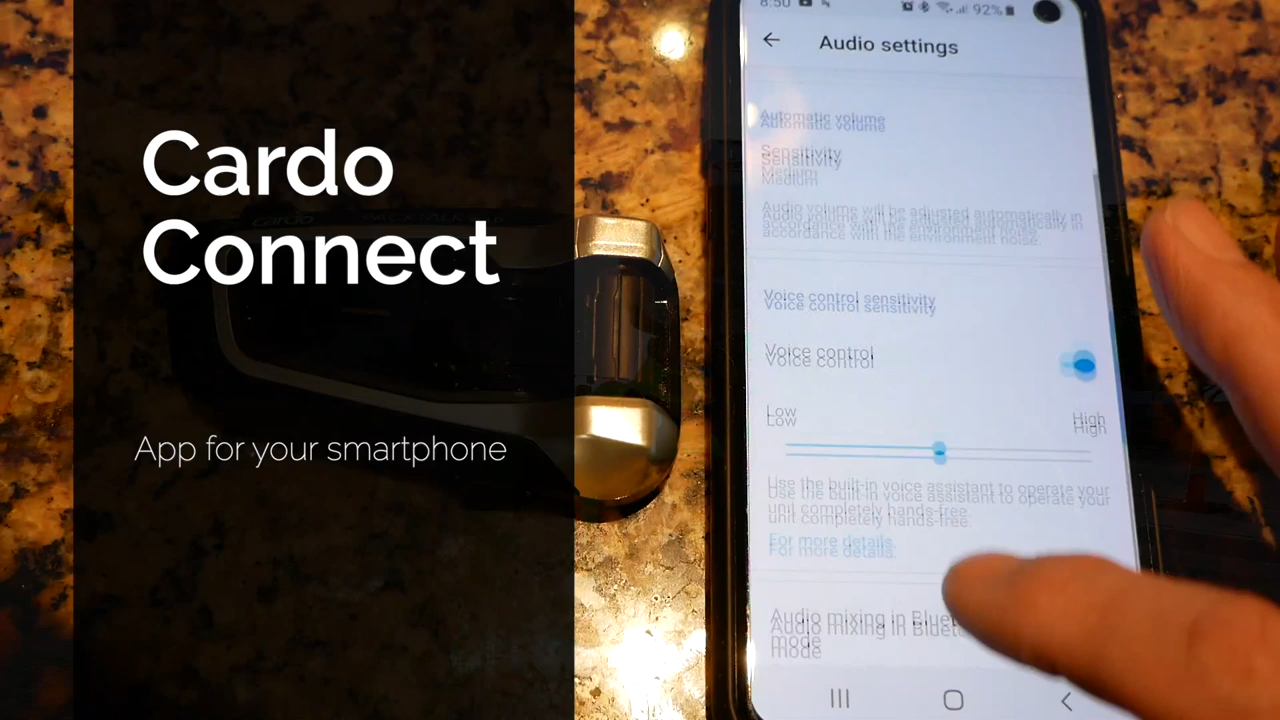 Cardo
Connect
App for your smartphone
8:50
92%
Audio settings
Automatic volume
Sensitivity
Medium
Audio volume will be adjusted automatically in
accordance with the environment noise.
Voice control sensitivity
Voice control
Low
High
Use the built-in voice assistant to operate your
unit completely hands-free.
For more details.
Audio mixing in
mode